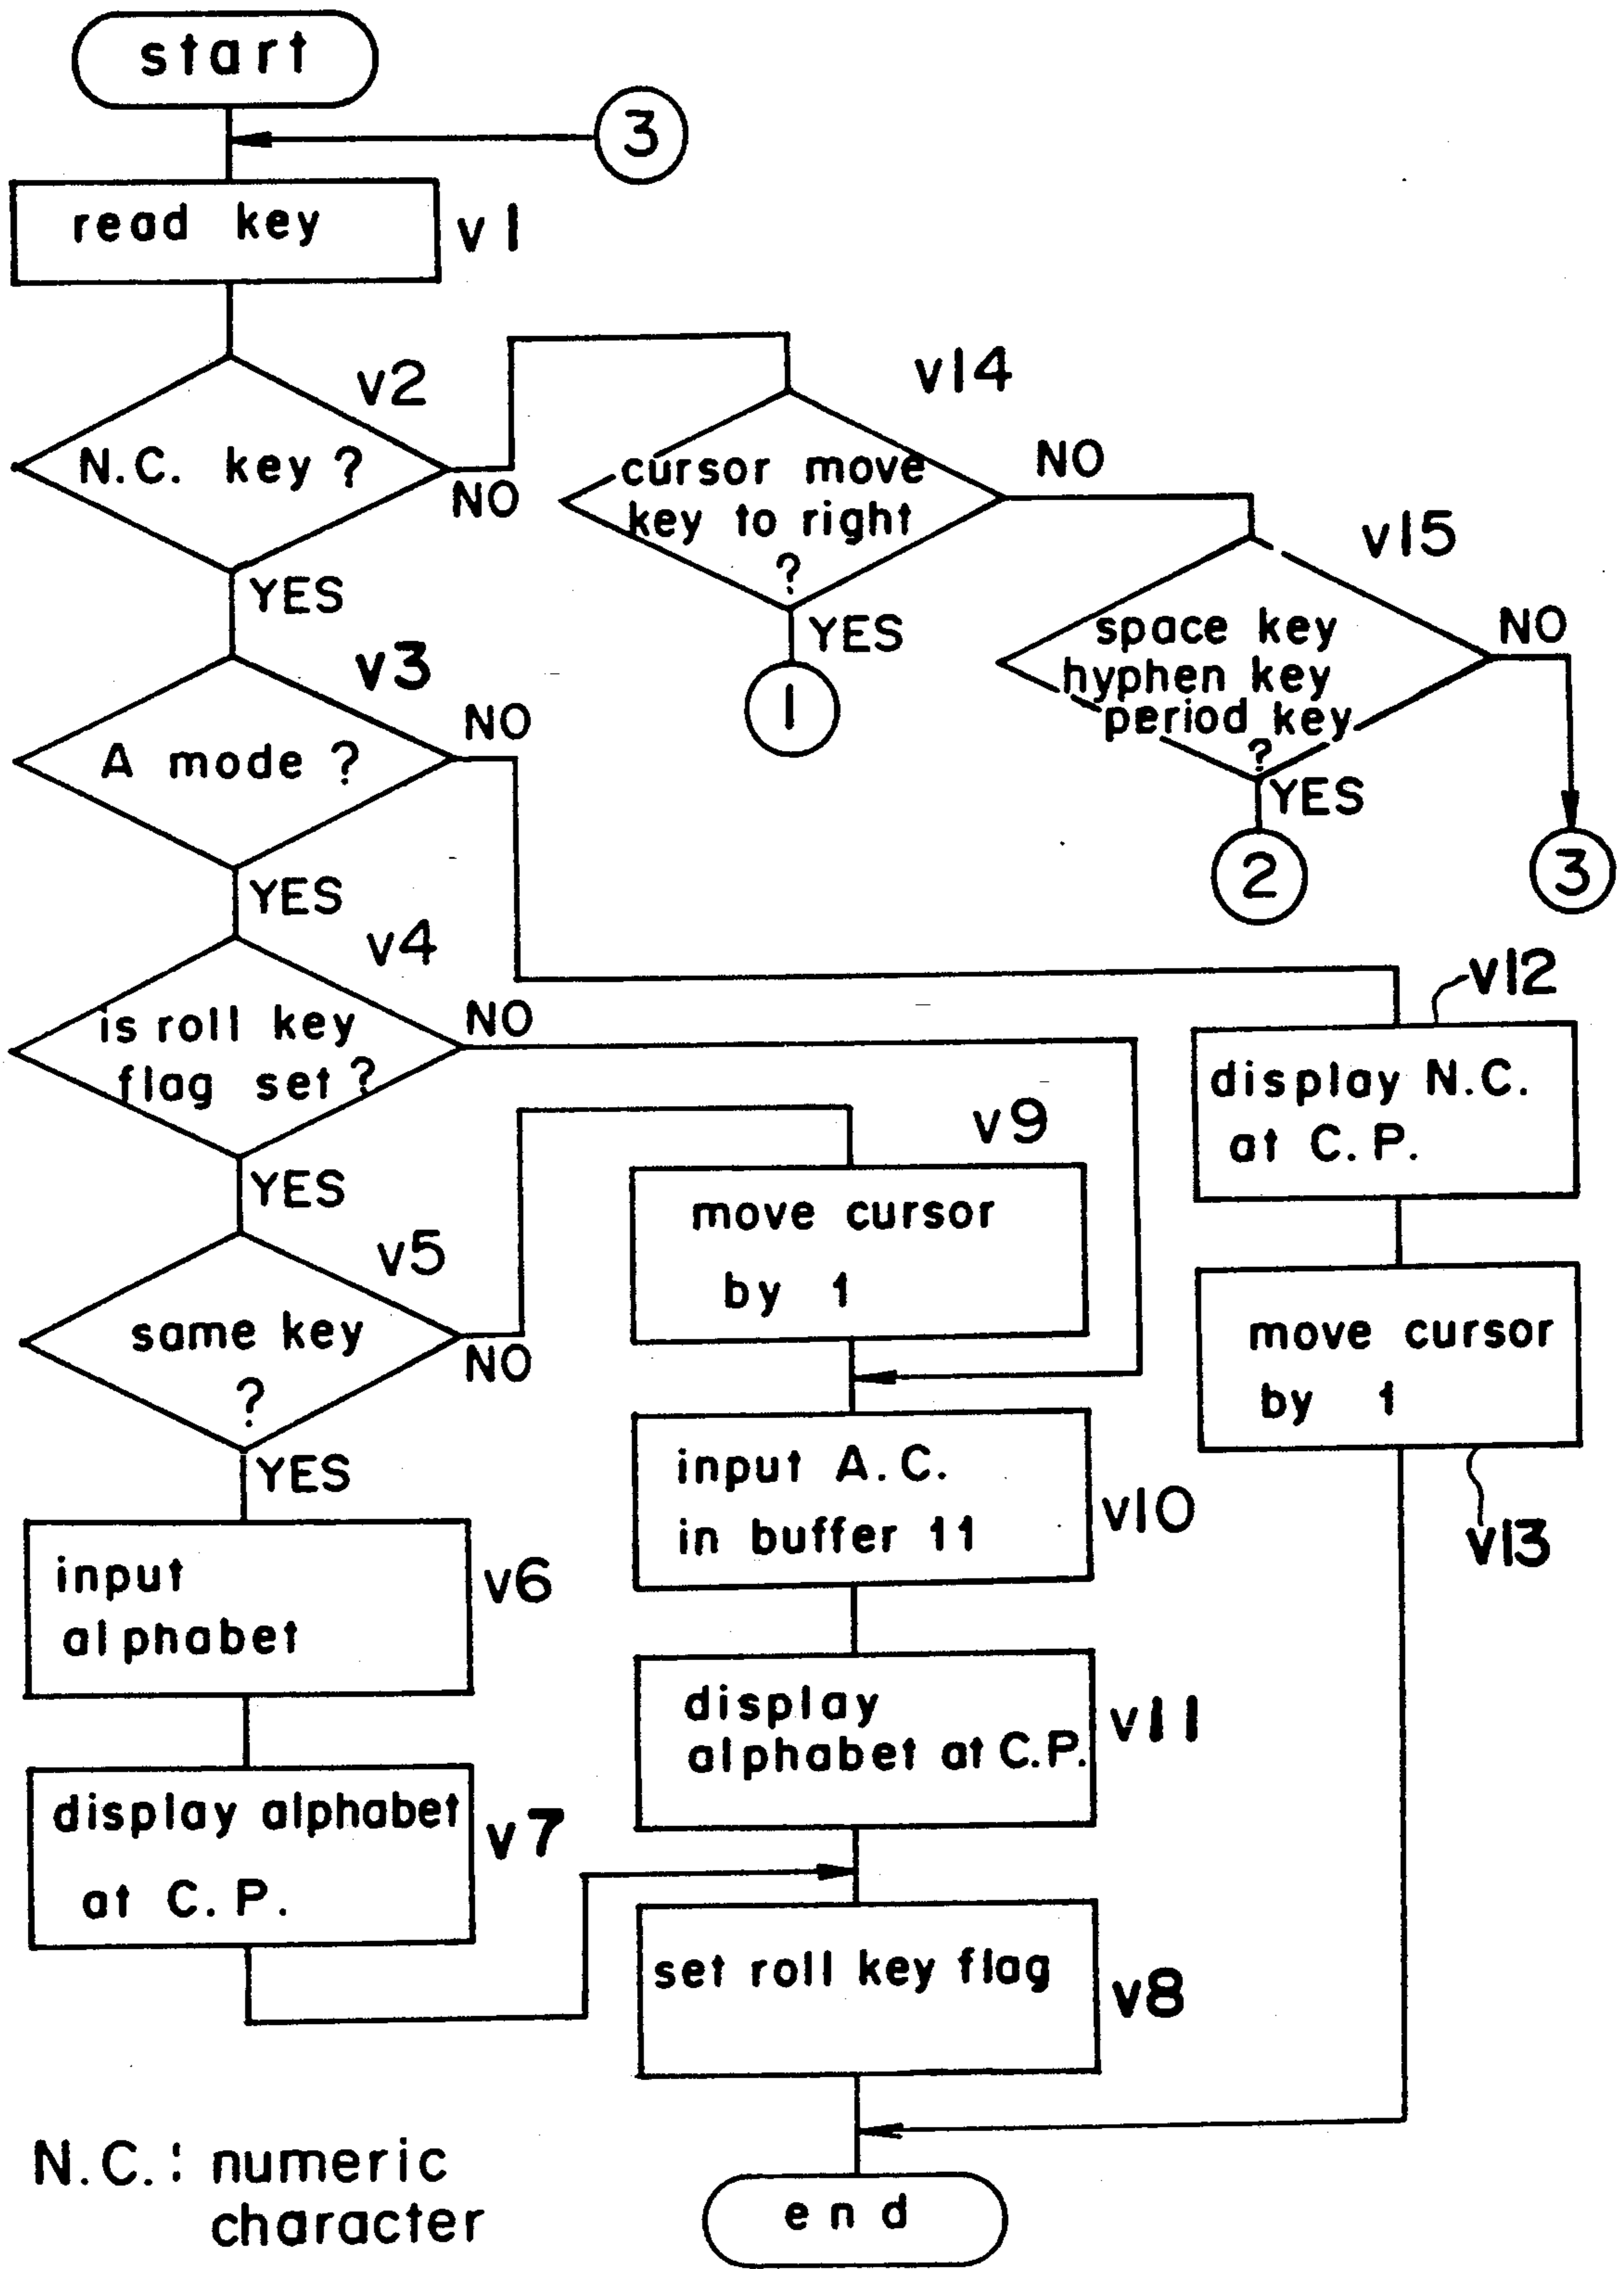 start
3
read key
v1
v2
N.C. key ?
NO
YES
v14
cursor move
key to right
?
NO
YES
1
v15
space key
hyphen key
period key
?
NO
YES
2
3
v3
A mode ?
NO
YES
v4
is roll key
flag set ?
NO
YES
v12
display N.C.
at C.P.
v5
same key
?
NO
YES
v9
move cursor
by 1
move cursor
by 1
v13
input A.C.
in buffer 11
v10
input
alphabet
v6
display
alphabet at C.P.
v11
display alphabet
at C.P.
v7
set roll key flag
v8
N.C. : numeric
character
end